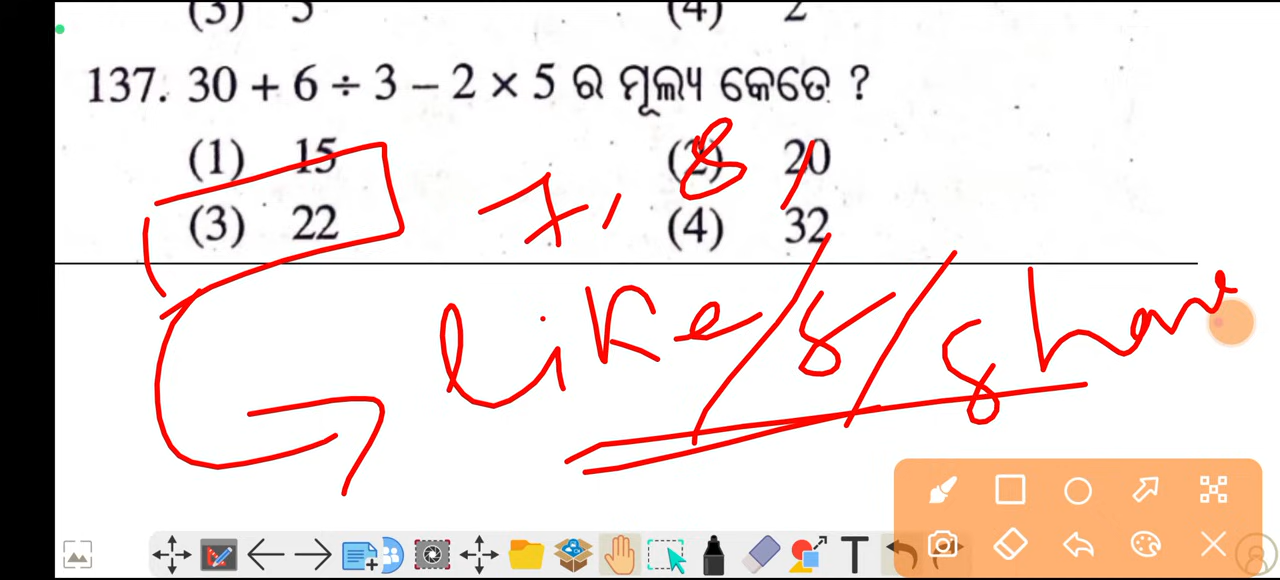 (3) 5 (4) 2
137. 30 + 6 ÷ 3 – 2 × 5 ର ମୂଲ୍ୟ କେତେ ?
(1) 15 (2) 20
(3) 22 (4) 32
7, 8,
like/s/share
T